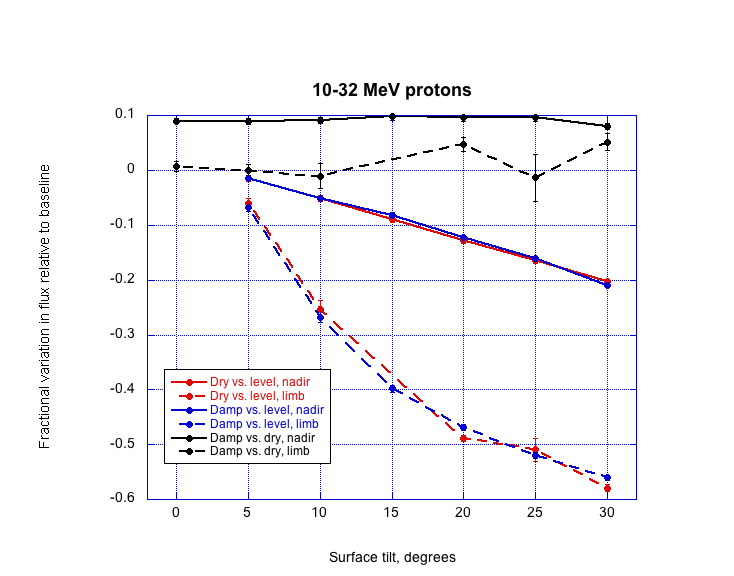 10-32 MeV protons
Fractional variation in flux relative to baseline
0.1
0
-0.1
-0.2
-0.3
-0.4
-0.5
-0.6
Dry vs. level, nadir
Dry vs. level, limb
Damp vs. level, nadir
Damp vs. level, limb
Damp vs. dry, nadir
Damp vs. dry, limb
0 5 10 15 20 25 30
Surface tilt, degrees